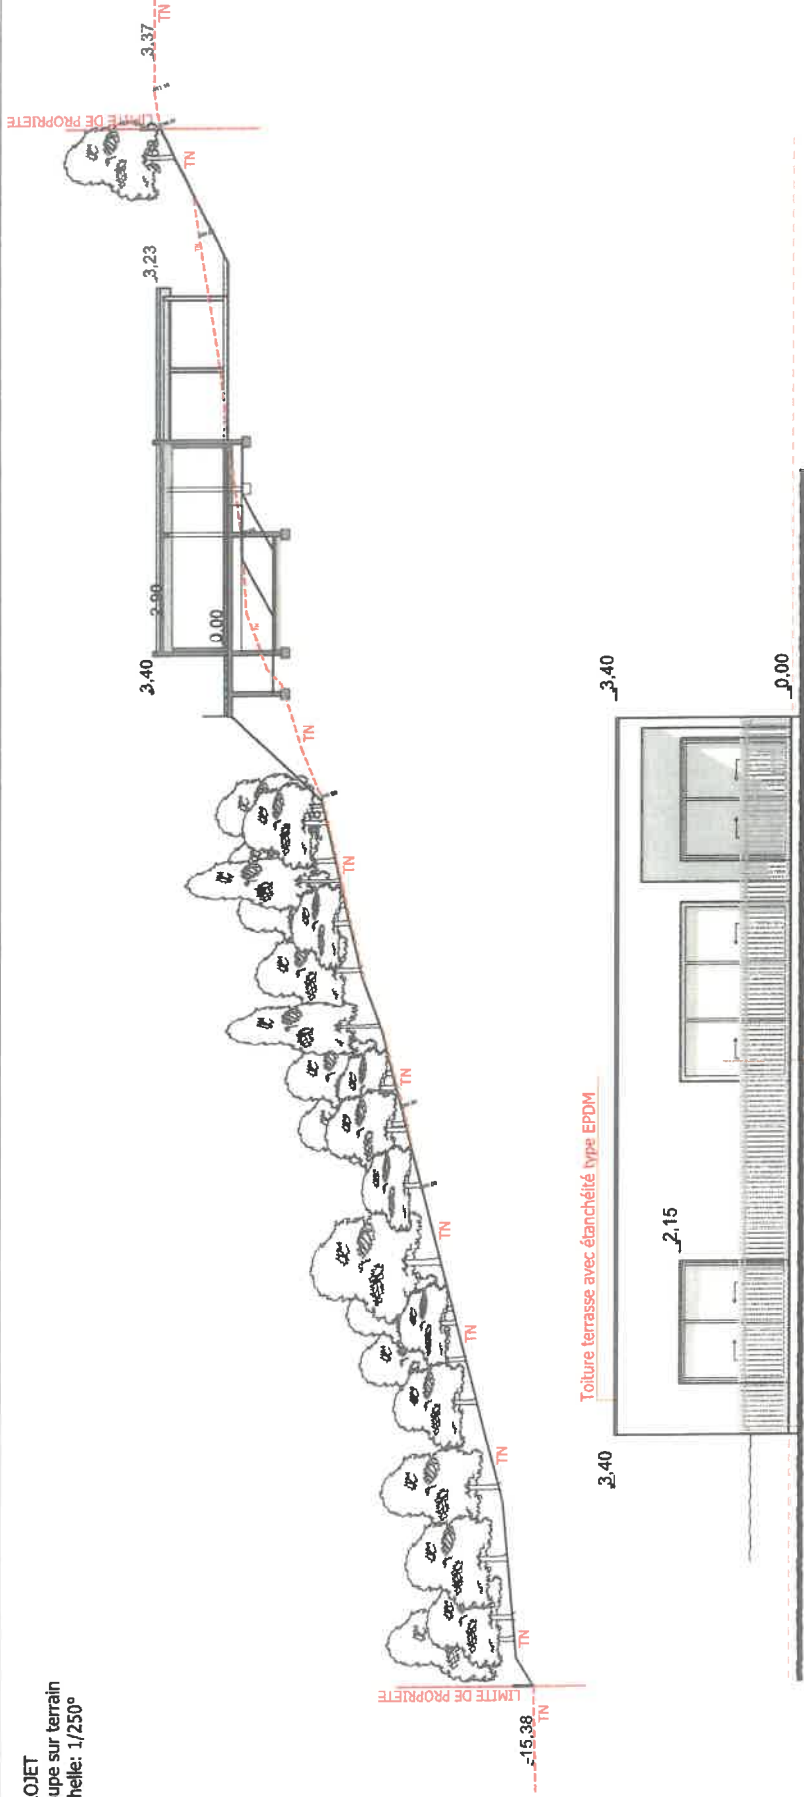 OJET
upe sur terrain
helle: 1/250°
LIMITE DE PROPRIETE
-15.38
TN
TN
TN
TN
TN
TN
TN
TN
3,40
2.90
0.00
3,23
TN
LIMITE DE PROPRIETE
3.37
TN
Toiture terrasse avec étanchéité type EPDM
3,40
2,15
3,40
0,00